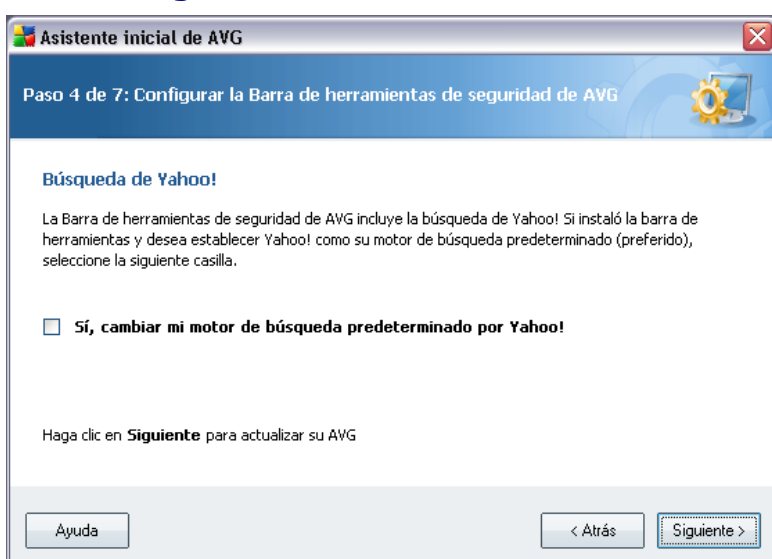 Asistente inicial de AVG
Paso 4 de 7: Configurar la Barra de herramientas de seguridad de AVG
Búsqueda de Yahoo!
La Barra de herramientas de seguridad de AVG incluye la búsqueda de Yahoo! Si instaló la barra de
herramientas y desea establecer Yahoo! como su motor de búsqueda predeterminado (preferido),
seleccione la siguiente casilla.
Sí, cambiar mi motor de búsqueda predeterminado por Yahoo!
Haga clic en Siguiente para actualizar su AVG
Ayuda
< Atrás
Siguiente >